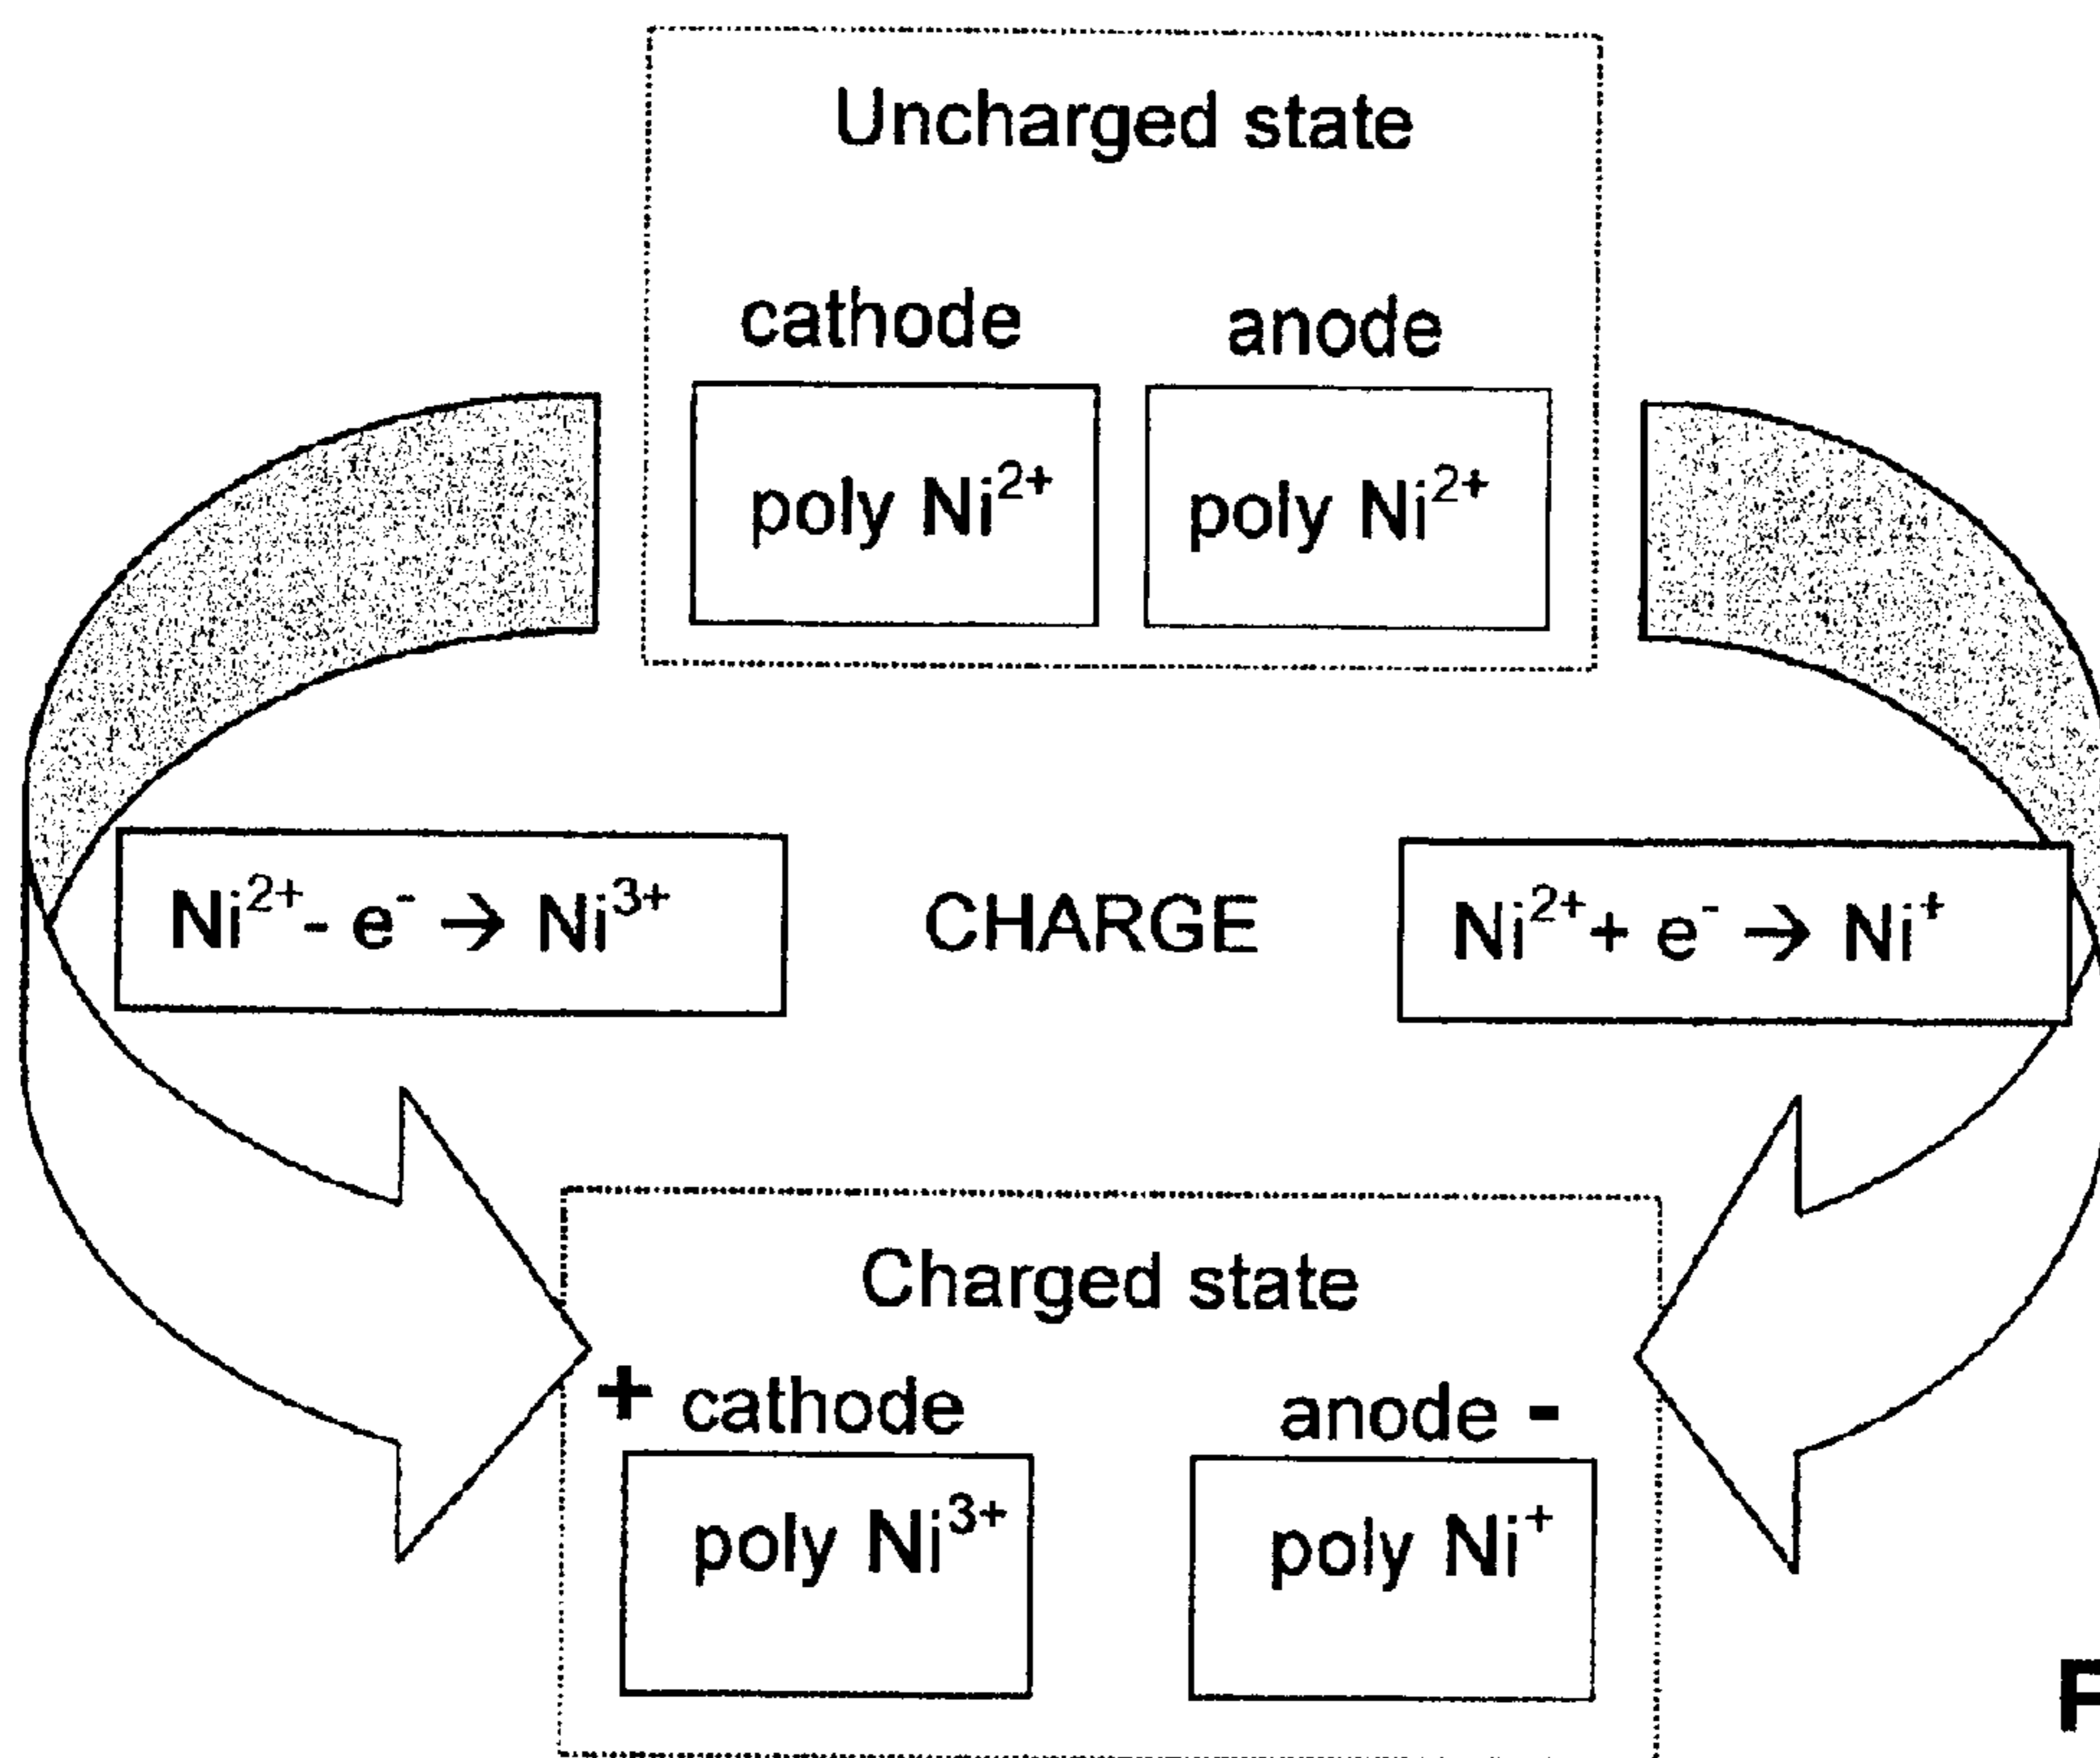 Uncharged state
cathode anode
poly Ni²⁺ poly Ni²⁺
Ni²⁺- e⁻ → Ni³⁺ CHARGE Ni²⁺+ e⁻ → Ni⁺
Charged state
+ cathode anode -
poly Ni³⁺ poly Ni⁺